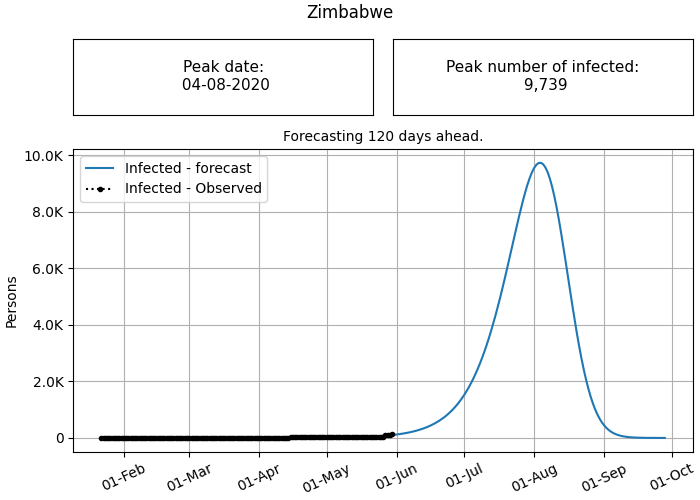 Zimbabwe
Peak date:
04-08-2020
Peak number of infected:
9,739
Forecasting 120 days ahead.
Infected - forecast
Infected - Observed
Persons
10.0K
8.0K
6.0K
4.0K
2.0K
0
01-Feb
01-Mar
01-Apr
01-May
01-Jun
01-Jul
01-Aug
01-Sep
01-Oct